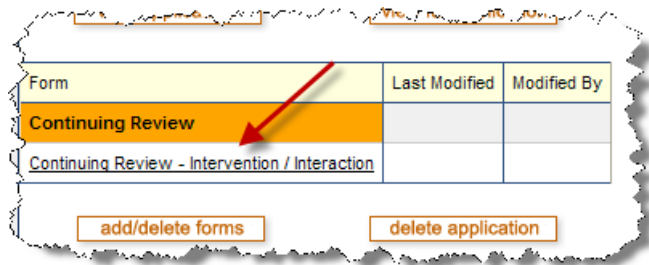 Form Last Modified Modified By
Continuing Review
Continuing Review - Intervention / Interaction
add/delete forms delete application